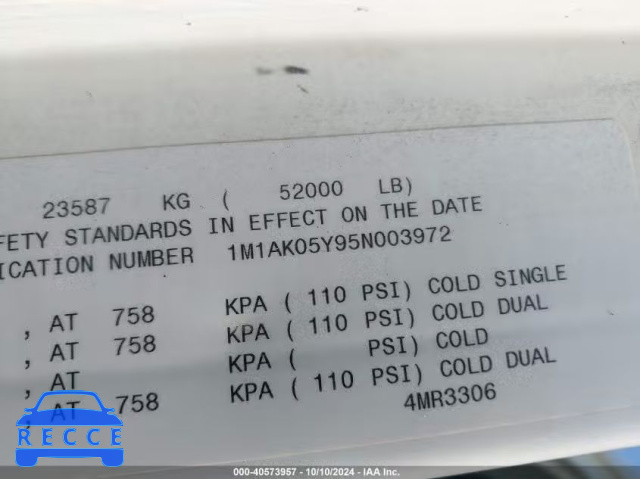 23587 KG ( 52000 LB)
FETY STANDARDS IN EFFECT ON THE DATE
ICATION NUMBER 1M1AK05Y95N003972
, AT 758 KPA ( 110 PSI) COLD SINGLE
, AT 758 KPA ( 110 PSI) COLD DUAL
, AT KPA ( PSI) COLD
, AT 758 KPA ( 110 PSI) COLD DUAL
4MR3306
RECCE
000-40573957 - 10/10/2024 - IAA Inc.